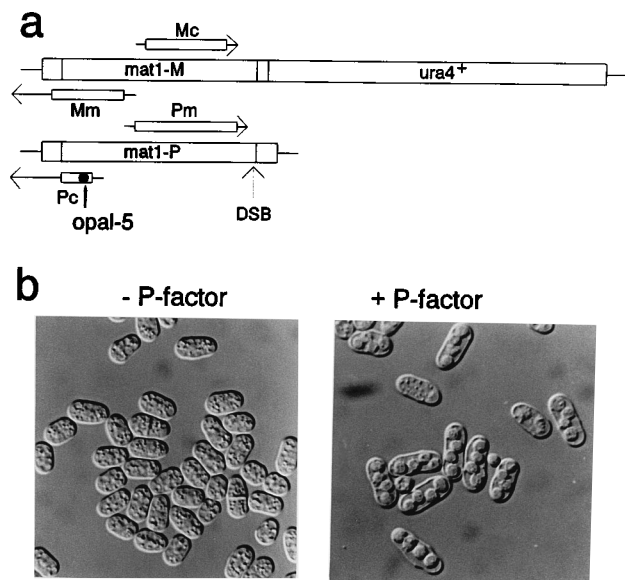 a
Mc
mat1-M ura4+
Mm
Pm
mat1-P
Pc
opal-5
DSB
b
- P-factor + P-factor